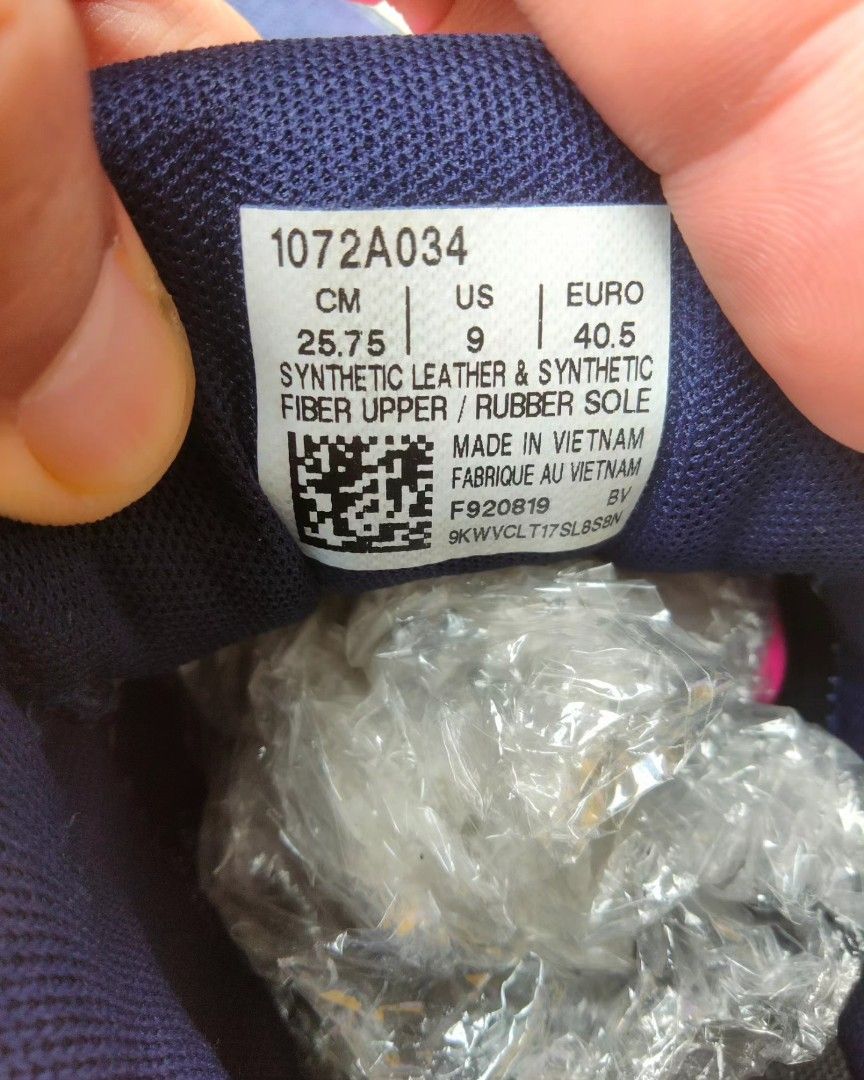 1072A034
CM | US | EURO
25.75 | 9 | 40.5
SYNTHETIC LEATHER & SYNTHETIC
FIBER UPPER / RUBBER SOLE
MADE IN VIETNAM
FABRIQUE AU VIETNAM
F920819 BV
9KWVCLT17SL8S8N